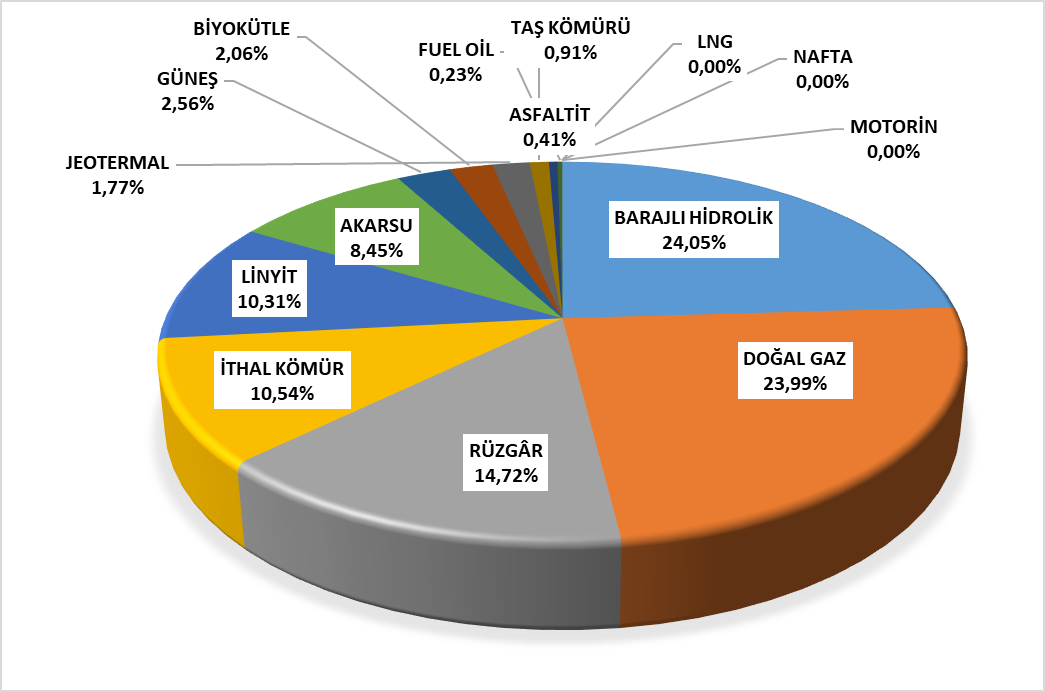 BİYOKÜTLE
2,06%
FUEL OİL
0,23%
TAŞ KÖMÜRÜ
0,91%
LNG
0,00%
NAFTA
0,00%
GÜNEŞ
2,56%
ASFALTİT
0,41%
MOTORİN
0,00%
JEOTERMAL
1,77%
BARAJLI HİDROLİK
24,05%
AKARSU
8,45%
LİNYİT
10,31%
DOĞAL GAZ
23,99%
İTHAL KÖMÜR
10,54%
RÜZGÂR
14,72%